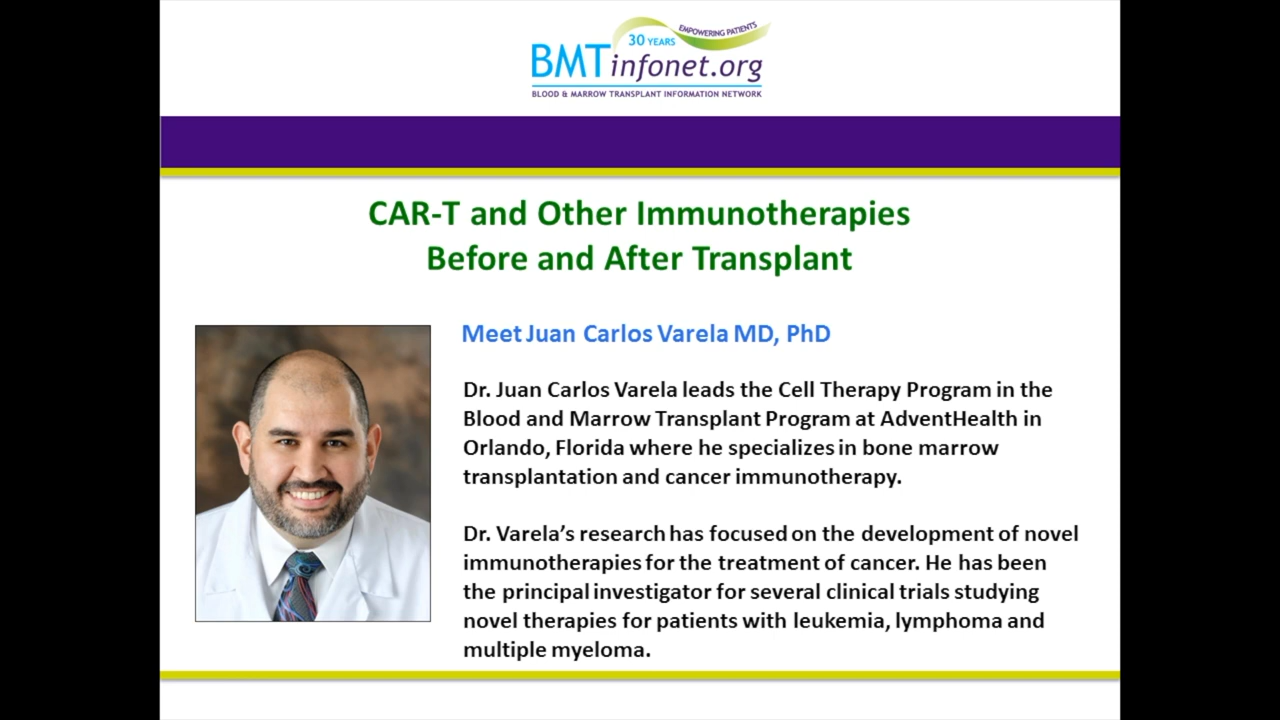 EMPOWERING PATIENTS
30 YEARS
BMTinfonet.org
BLOOD & MARROW TRANSPLANT INFORMATION NETWORK
CAR-T and Other Immunotherapies
Before and After Transplant
Meet Juan Carlos Varela MD, PhD
Dr. Juan Carlos Varela leads the Cell Therapy Program in the
Blood and Marrow Transplant Program at AdventHealth in
Orlando, Florida where he specializes in bone marrow
transplantation and cancer immunotherapy.
Dr. Varela’s research has focused on the development of novel
immunotherapies for the treatment of cancer. He has been
the principal investigator for several clinical trials studying
novel therapies for patients with leukemia, lymphoma and
multiple myeloma.